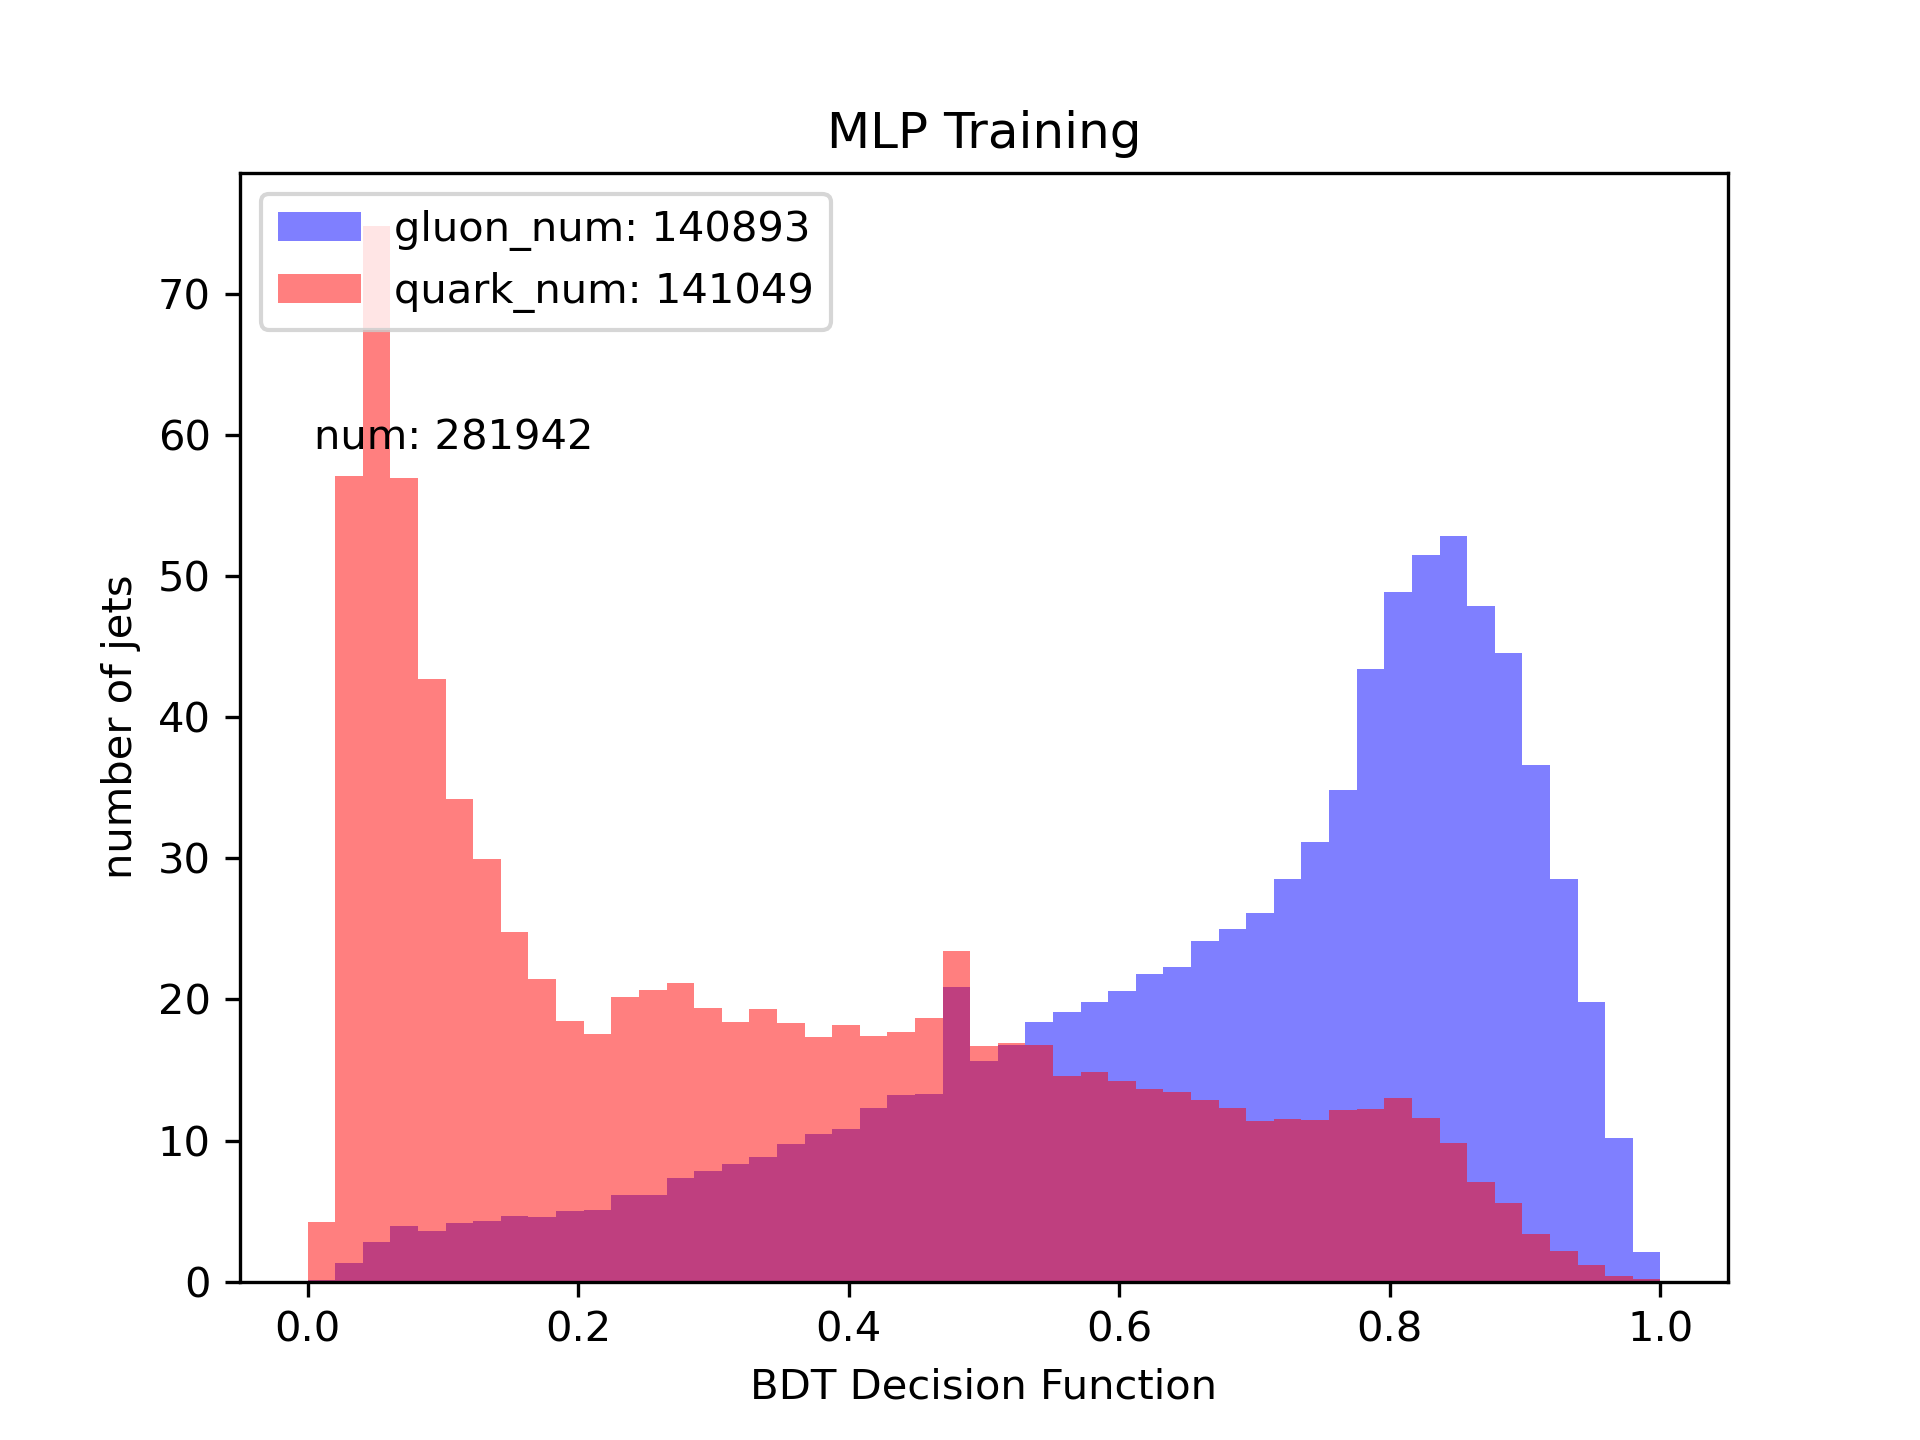 MLP Training
gluon_num: 140893
quark_num: 141049
num: 281942
number of jets
70
60
50
40
30
20
10
0
0.0 0.2 0.4 0.6 0.8 1.0
BDT Decision Function